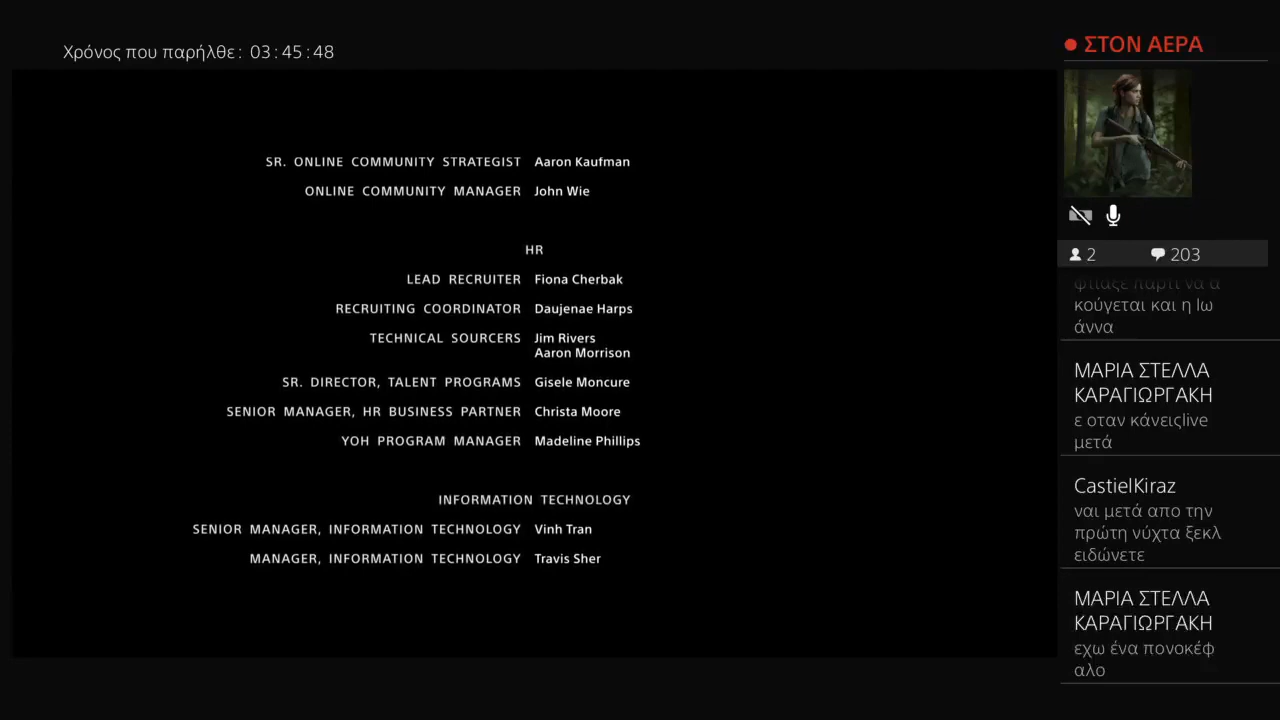 Χρόνος που παρήλθε: 03:45:48
SR. ONLINE COMMUNITY STRATEGIST Aaron Kaufman
ONLINE COMMUNITY MANAGER John Wie
HR
LEAD RECRUITER Fiona Cherbak
RECRUITING COORDINATOR Daujenae Harps
TECHNICAL SOURCERS Jim Rivers
Aaron Morrison
SR. DIRECTOR, TALENT PROGRAMS Gisele Moncure
SENIOR MANAGER, HR BUSINESS PARTNER Christa Moore
YOH PROGRAM MANAGER Madeline Phillips
INFORMATION TECHNOLOGY
SENIOR MANAGER, INFORMATION TECHNOLOGY Vinh Tran
MANAGER, INFORMATION TECHNOLOGY Travis Sher
ΣΤΟΝ ΑΕΡΑ
2 203
φτιαξε παρτι να α
κούγεται και η Ιω
άννα
ΜΑΡΙΑ ΣΤΕΛΛΑ
ΚΑΡΑΓΙΩΡΓΑΚΗ
ε οταν κάνειςlive
μετά
CastielKiraz
ναι μετά απο την
πρώτη νύχτα ξεκλ
ειδώνετε
ΜΑΡΙΑ ΣΤΕΛΛΑ
ΚΑΡΑΓΙΩΡΓΑΚΗ
εχω ένα πονοκέφ
αλο